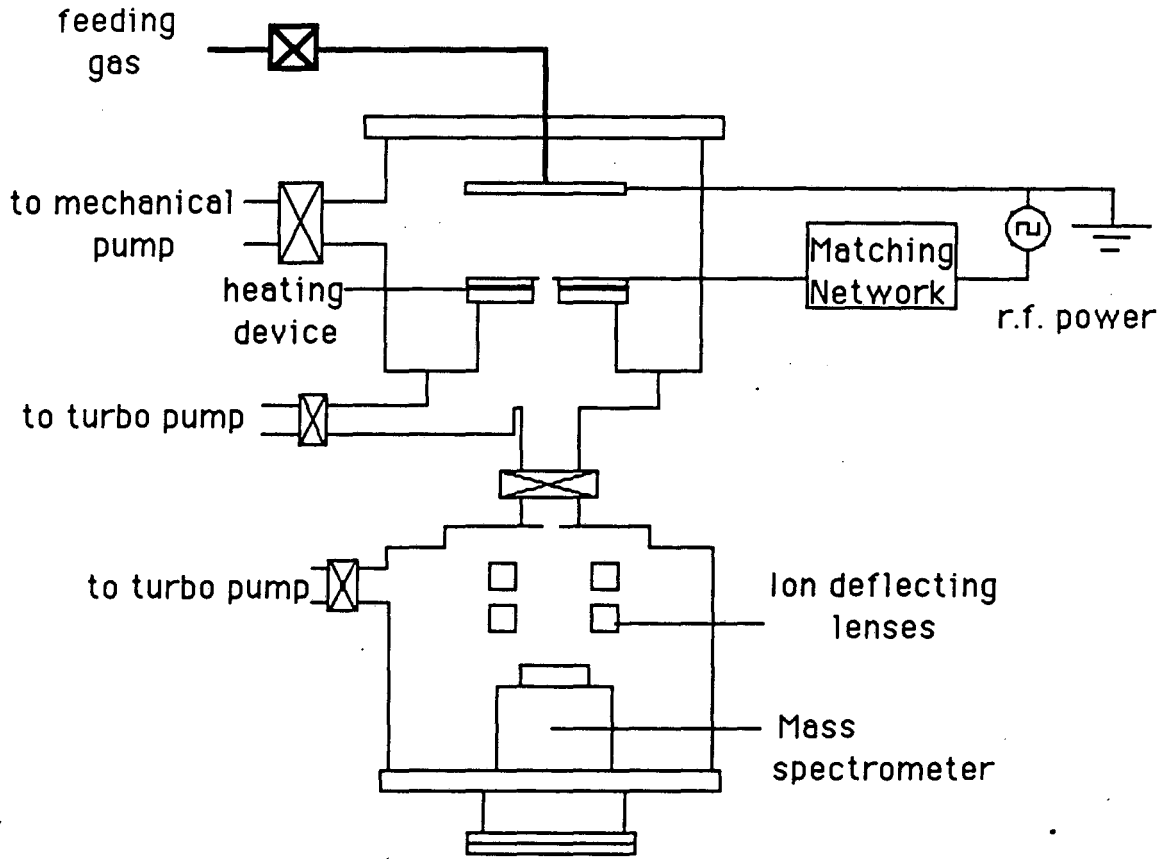 feeding
gas
to mechanical
pump
heating
device
Matching
Network
r.f. power
to turbo pump
to turbo pump
Ion deflecting
lenses
Mass
spectrometer